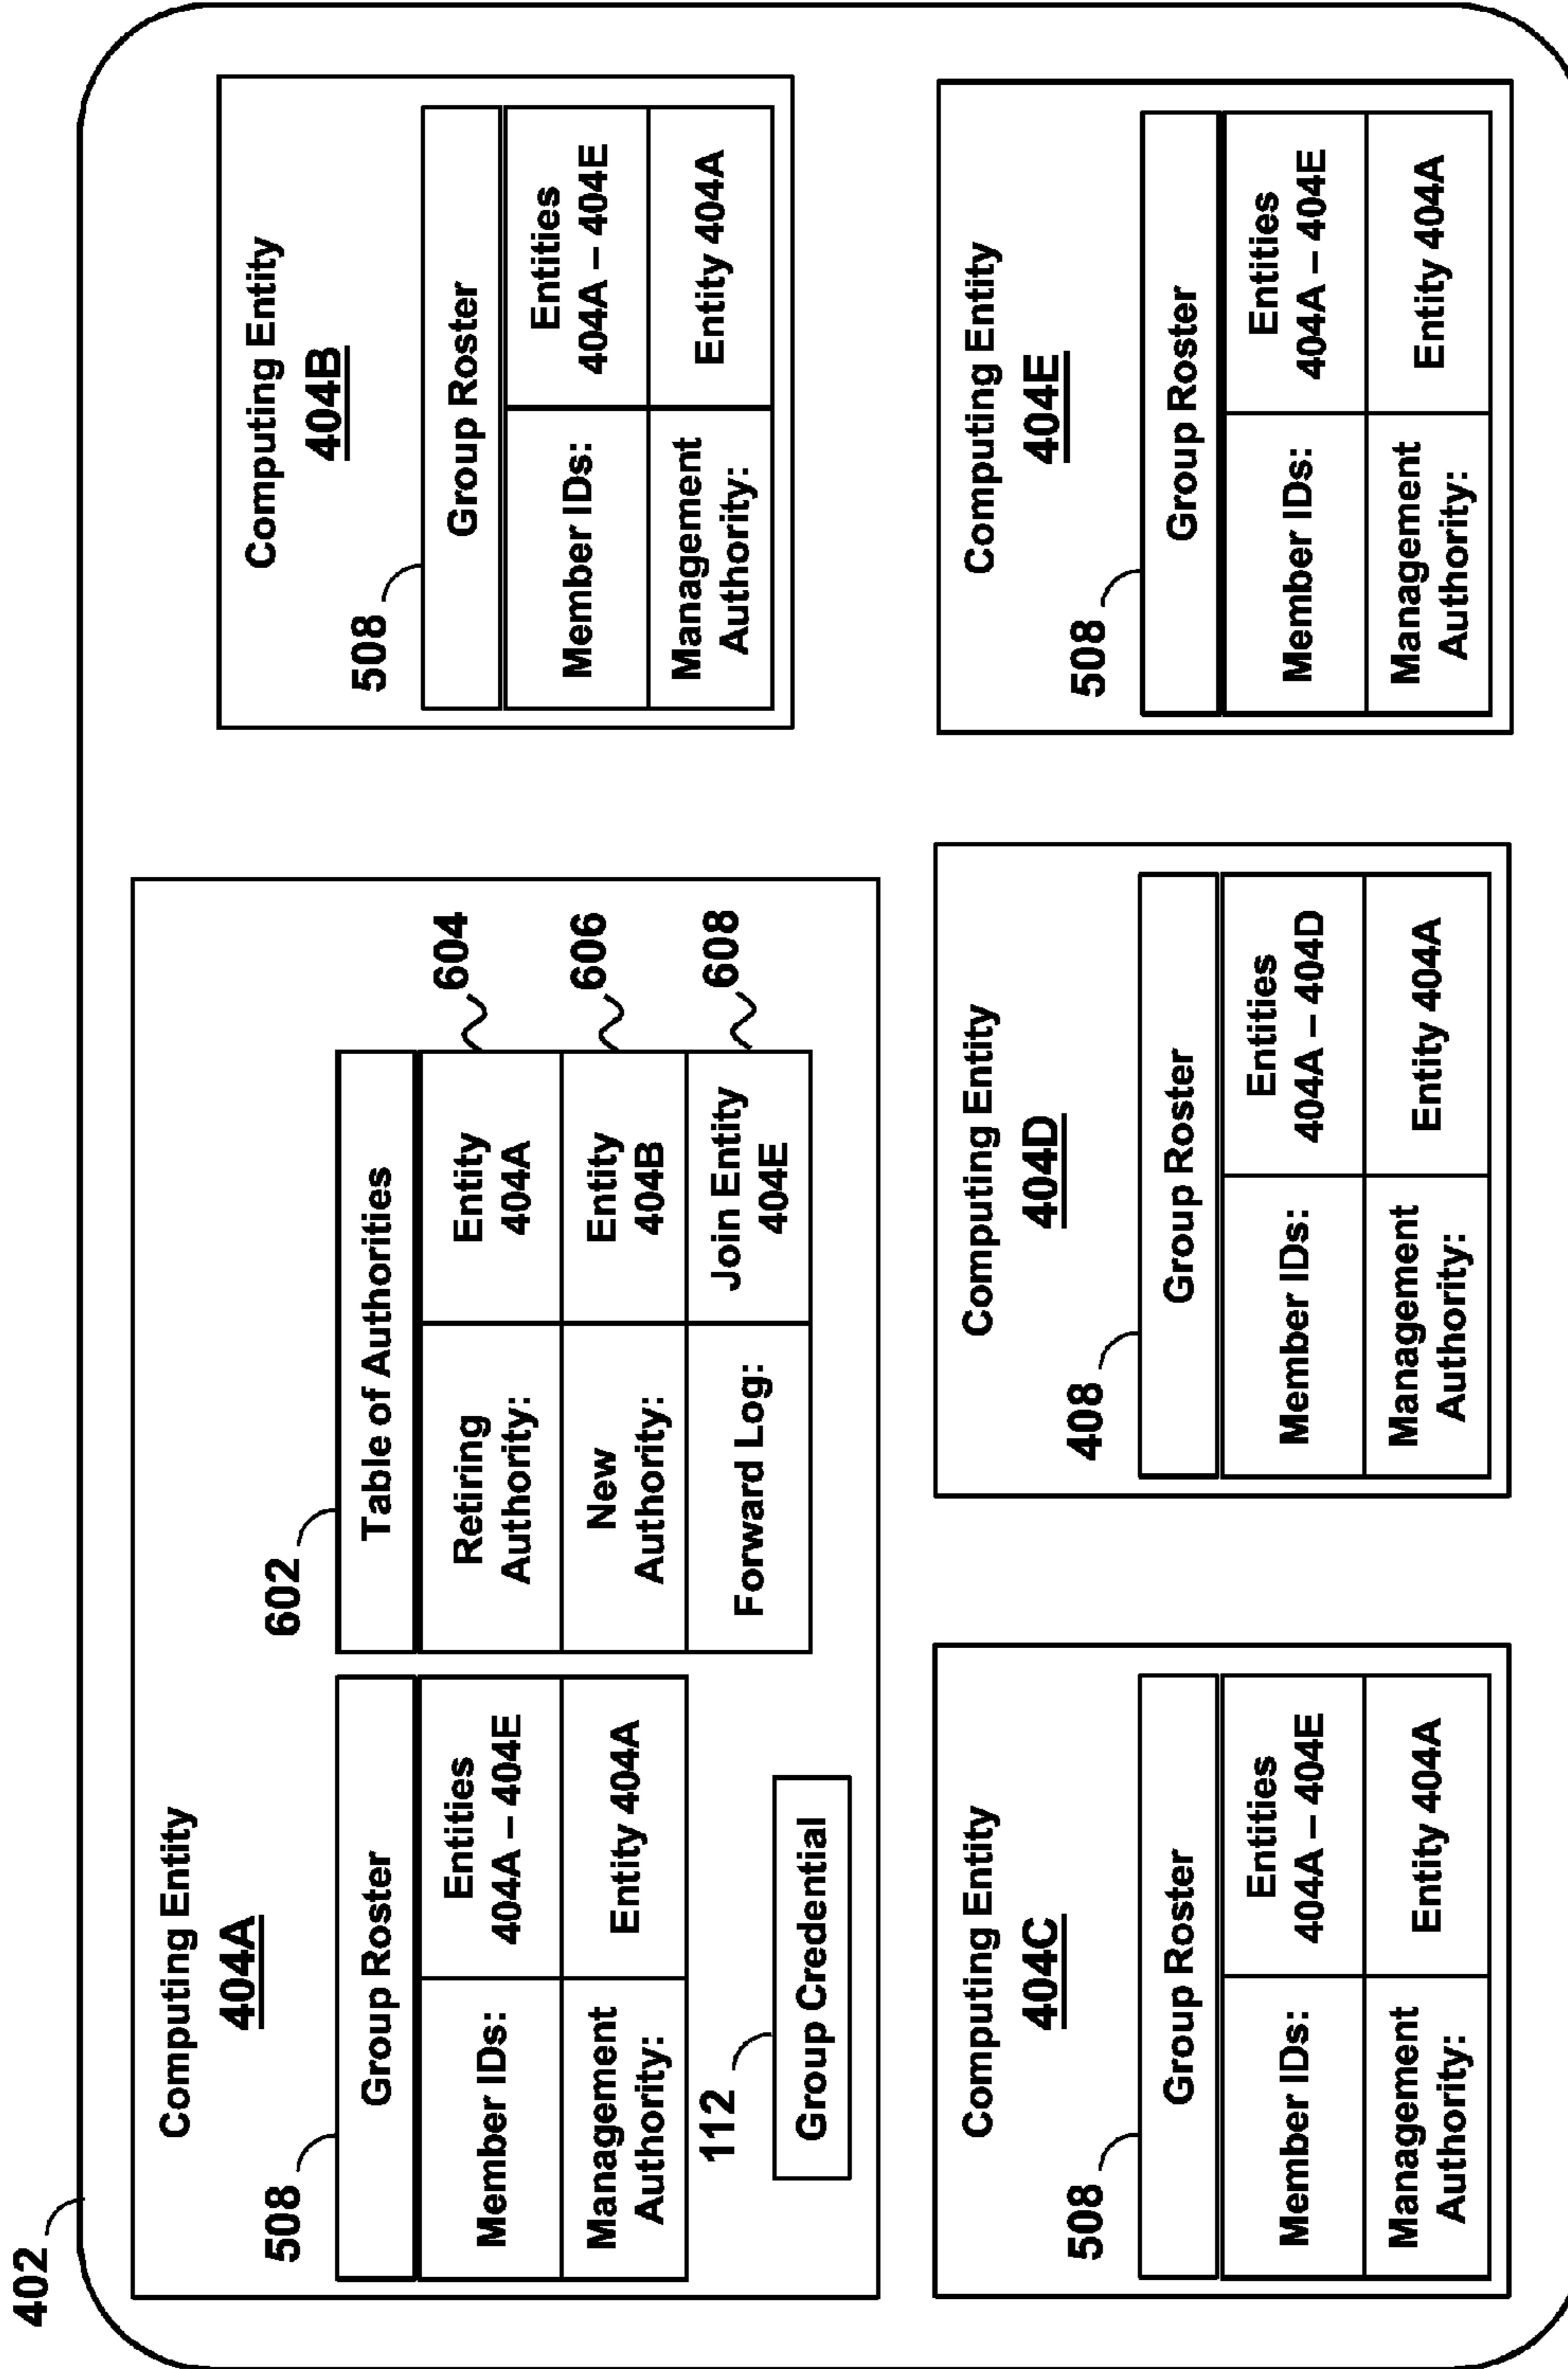 402
Computing Entity
404A
508
Group Roster
Member IDs:
Entities
404A – 404E
Management
Authority:
Entity 404A
112
Group Credential
602
Table of Authorities
Retiring
Authority:
Entity
404A
604
New
Authority:
Entity
404B
606
Forward Log:
Join Entity
404E
608
Computing Entity
404B
508
Group Roster
Member IDs:
Entities
404A – 404E
Management
Authority:
Entity 404A
Computing Entity
404C
508
Group Roster
Member IDs:
Entities
404A – 404E
Management
Authority:
Entity 404A
Computing Entity
404D
408
Group Roster
Member IDs:
Entities
404A – 404D
Management
Authority:
Entity 404A
Computing Entity
404E
508
Group Roster
Member IDs:
Entities
404A – 404E
Management
Authority:
Entity 404A